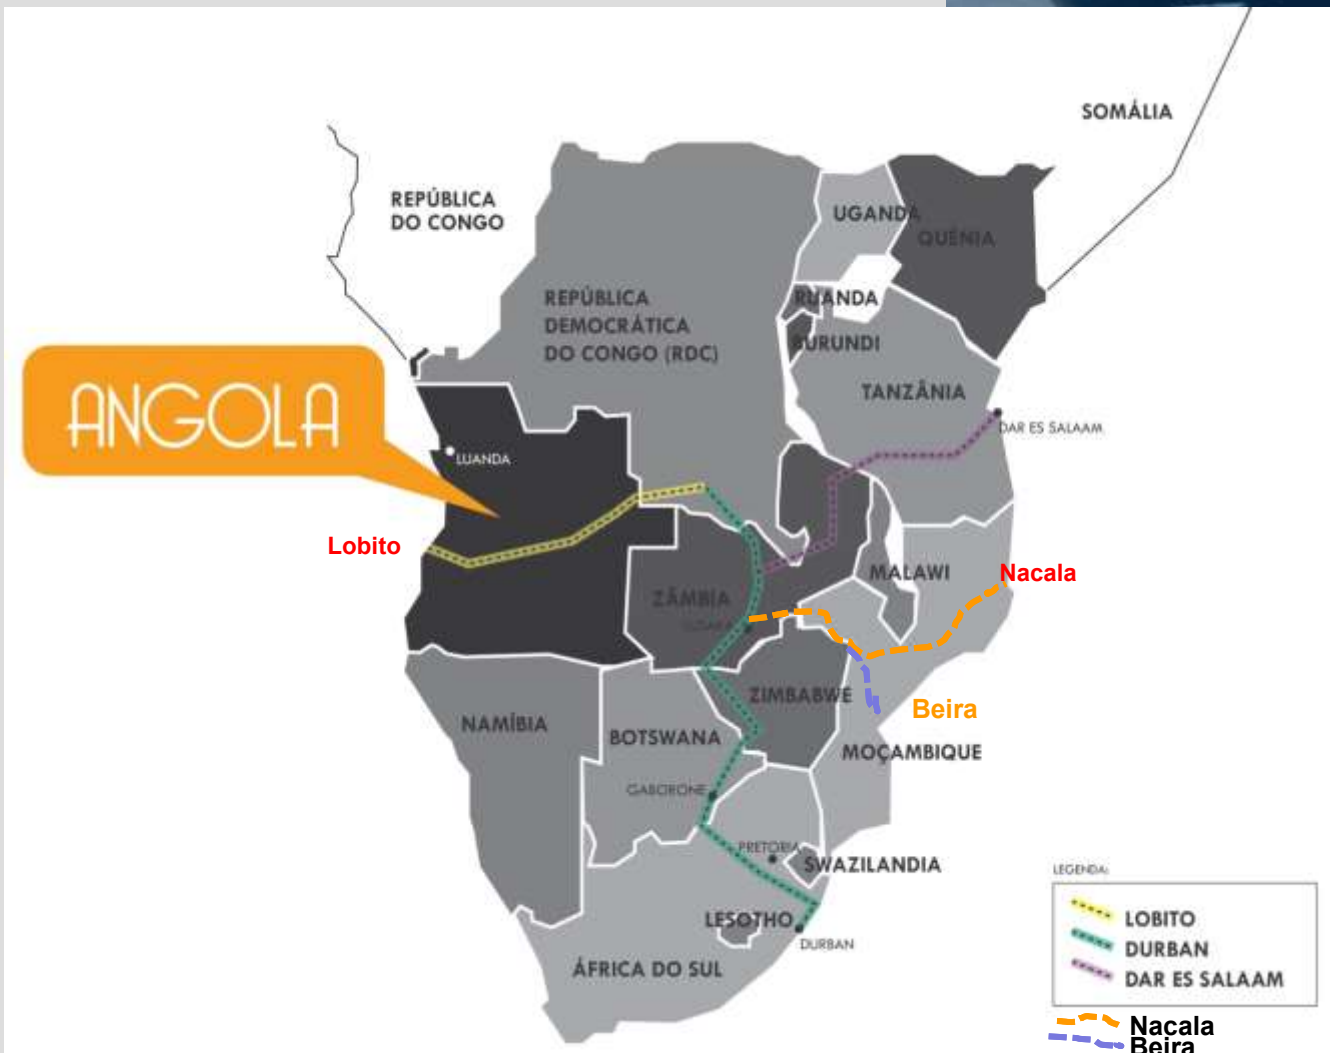 SOMÁLIA
REPÚBLICA
DO CONGO
UGANDA
QUÉNIA
REPÚBLICA
DEMOCRÁTICA
DO CONGO (RDC)
RUANDA
BURUNDI
TANZÂNIA
ANGOLA
DAR ES SALAAM
LUANDA
Lobito
MALAWI
Nacala
ZÂMBIA
LUSAKA
ZIMBABWE
Beira
NAMÍBIA
BOTSWANA
MOÇAMBIQUE
GABORONE
PRETORIA
SWAZILANDIA
LESOTHO
DURBAN
ÁFRICA DO SUL
LEGENDA:
LOBITO
DURBAN
DAR ES SALAAM
Nacala
Beira